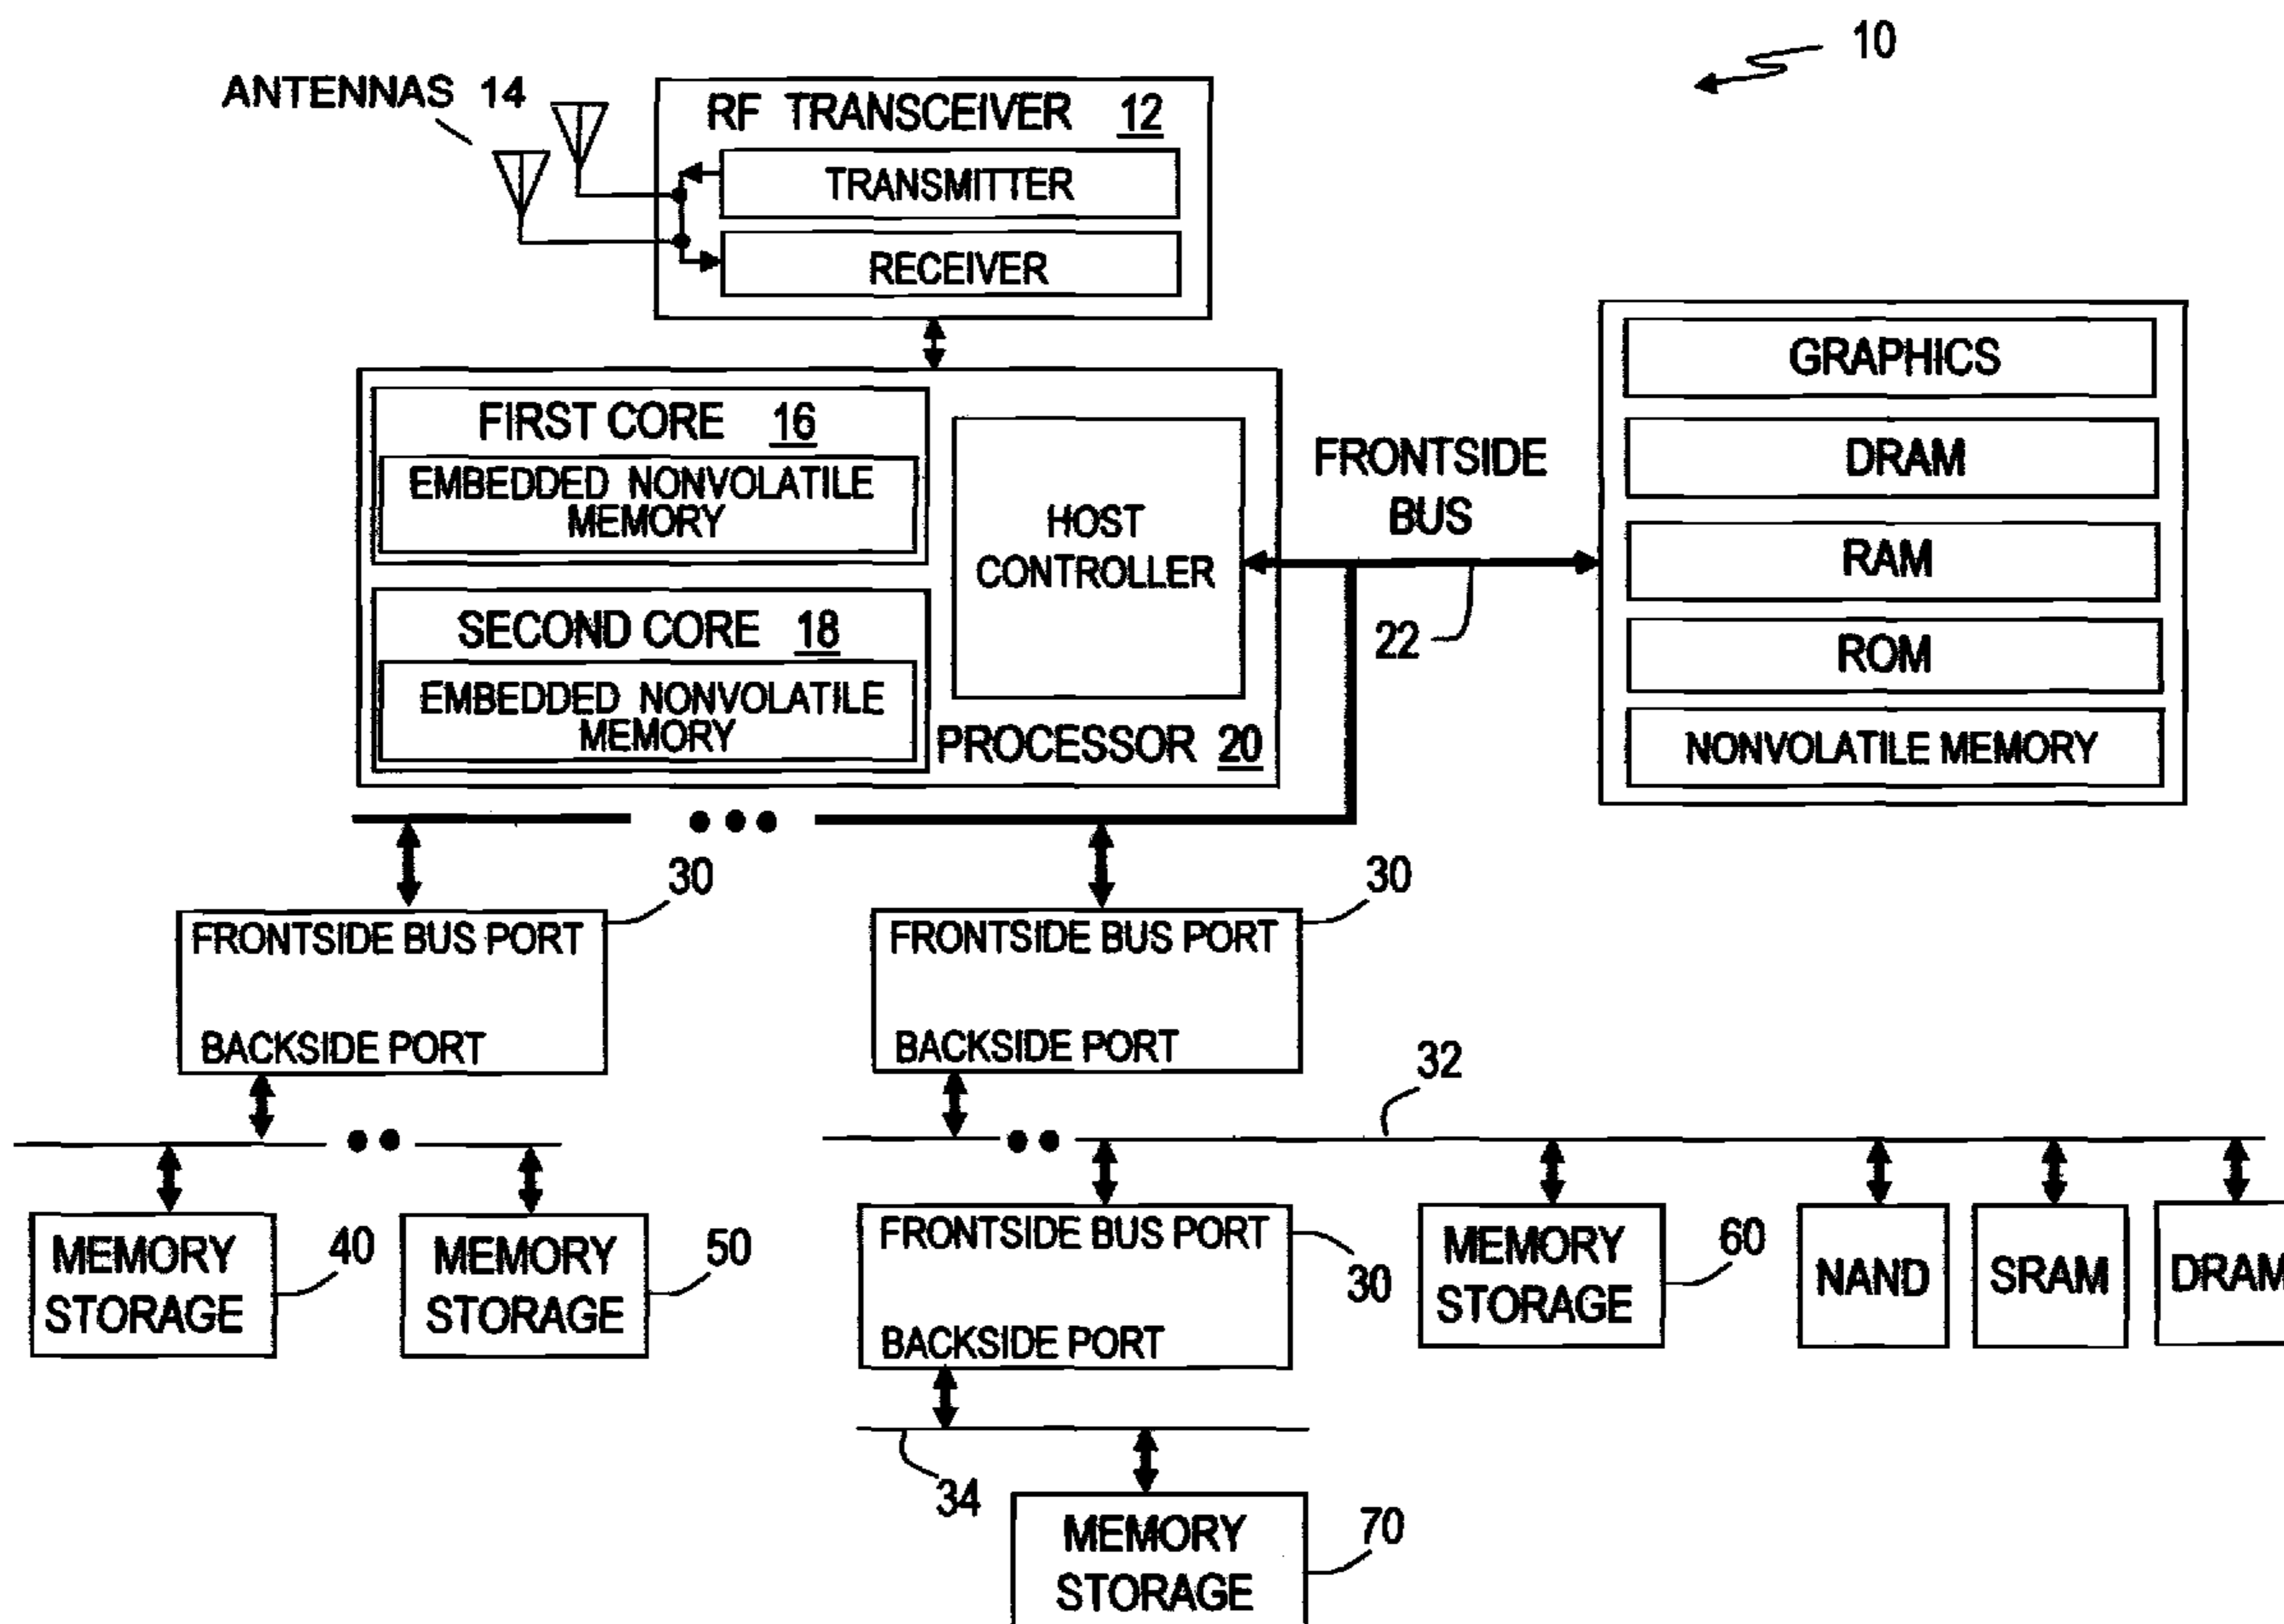 10
ANTENNAS 14
RF TRANSCEIVER 12
TRANSMITTER
RECEIVER
FIRST CORE 16
EMBEDDED NONVOLATILE
MEMORY
SECOND CORE 18
EMBEDDED NONVOLATILE
MEMORY
HOST
CONTROLLER
PROCESSOR 20
FRONTSIDE
BUS
22
GRAPHICS
DRAM
RAM
ROM
NONVOLATILE MEMORY
30
FRONTSIDE BUS PORT
BACKSIDE PORT
30
FRONTSIDE BUS PORT
BACKSIDE PORT
32
MEMORY
STORAGE
40
MEMORY
STORAGE
50
FRONTSIDE BUS PORT
BACKSIDE PORT
30
MEMORY
STORAGE
60
NAND
SRAM
DRAM
34
MEMORY
STORAGE
70